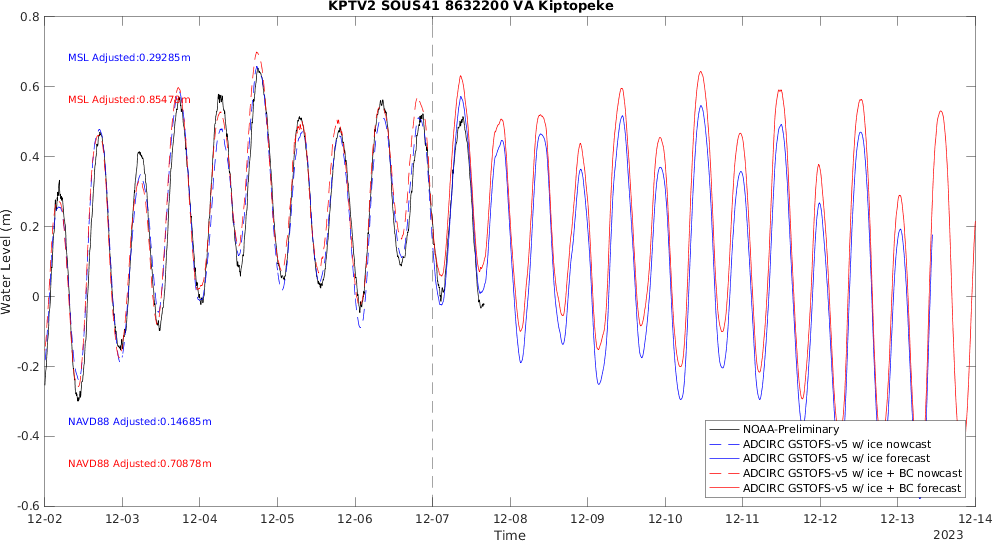 KPTV2 SOUS41 8632200 VA Kiptopeke
0.8
0.6
0.4
0.2
0
-0.2
-0.4
-0.6
Water Level (m)
MSL Adjusted:0.29285m
MSL Adjusted:0.8547 m
NAVD88 Adjusted:0.14685m
NAVD88 Adjusted:0.70878m
NOAA-Preliminary
ADCIRC GSTOFS-v5 w/ ice nowcast
ADCIRC GSTOFS-v5 w/ ice forecast
ADCIRC GSTOFS-v5 w/ ice + BC nowcast
ADCIRC GSTOFS-v5 w/ ice + BC forecast
12-02 12-03 12-04 12-05 12-06 12-07 12-08 12-09 12-10 12-11 12-12 12-13 12-14
Time
2023